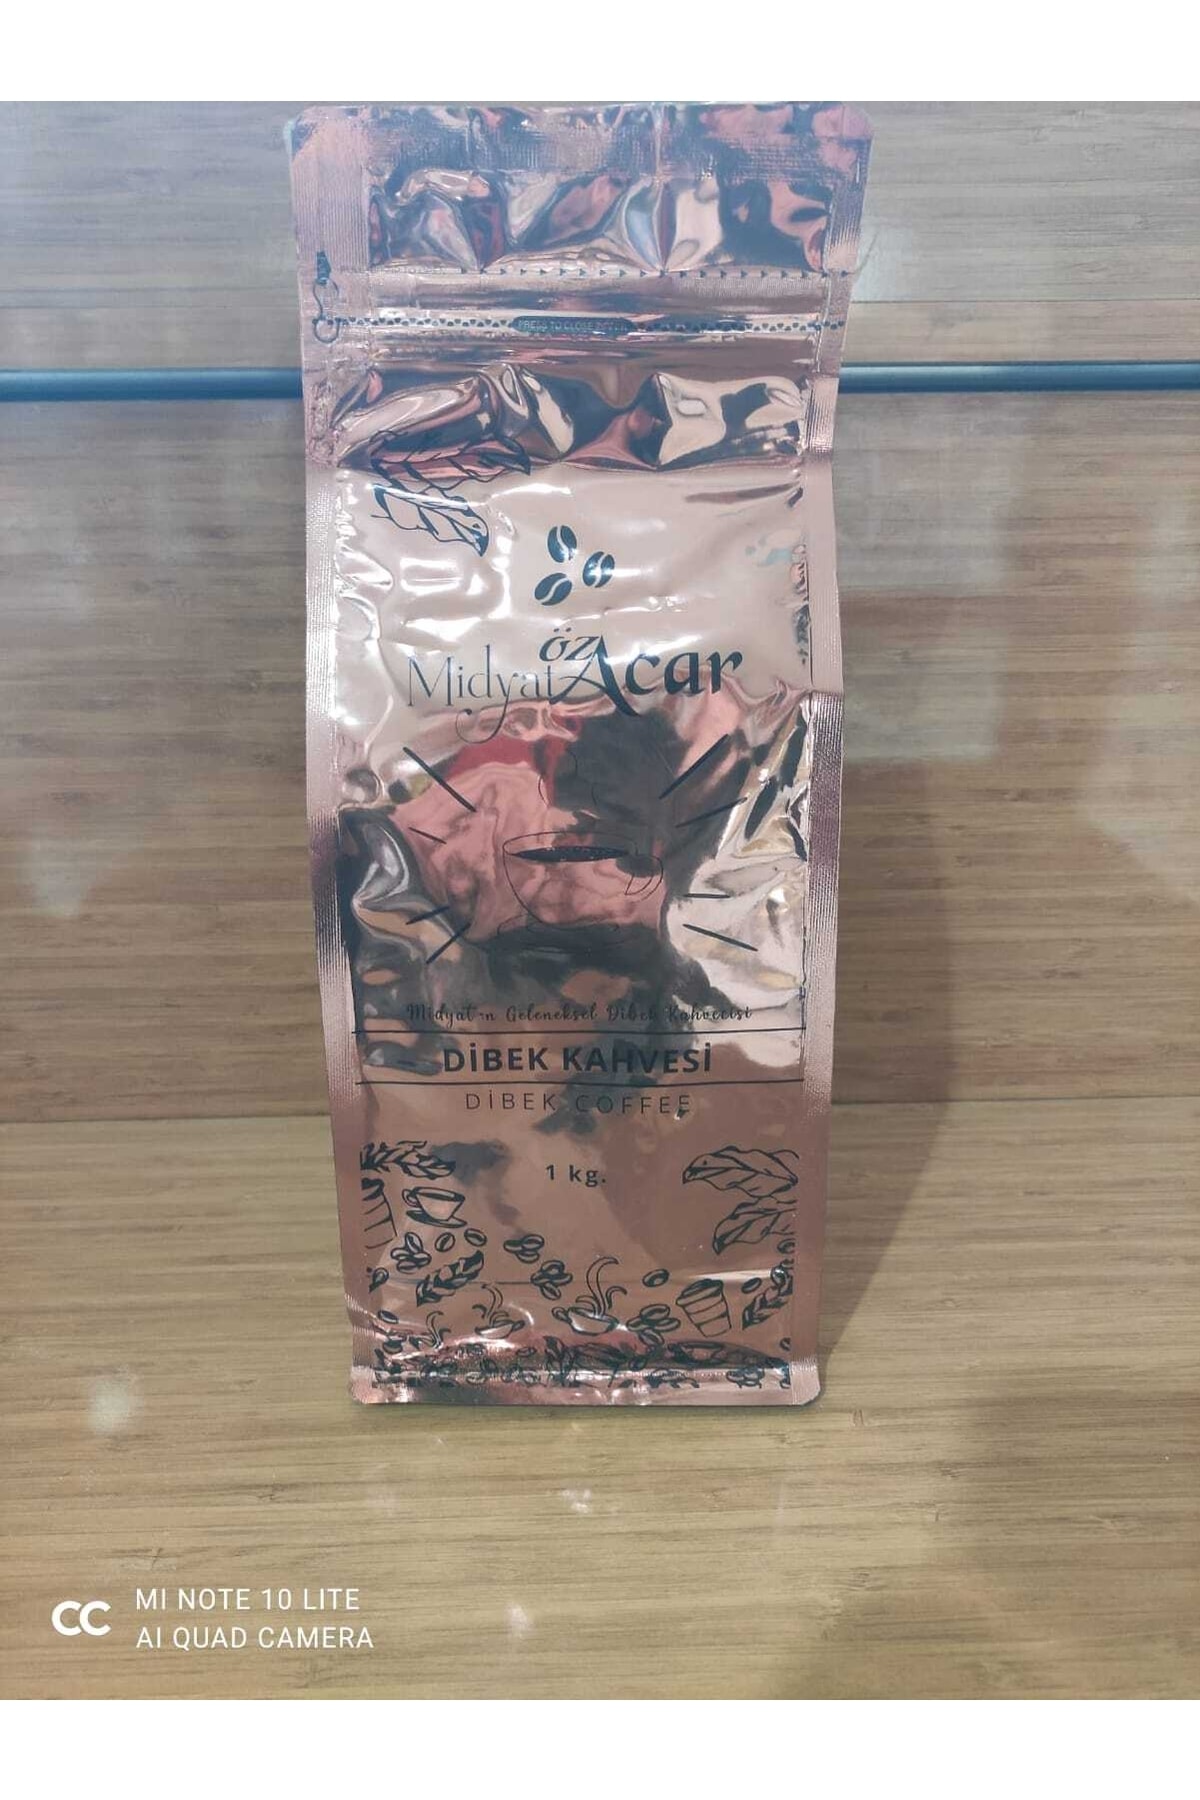 PRESS TO CLOSE
öz
Midyat Acar
Midyat'ın Geleneksel Dibek Kahvecisi
DİBEK KAHVESİ
DİBEK COFFEE
1 kg.
MI NOTE 10 LITE
AI QUAD CAMERA